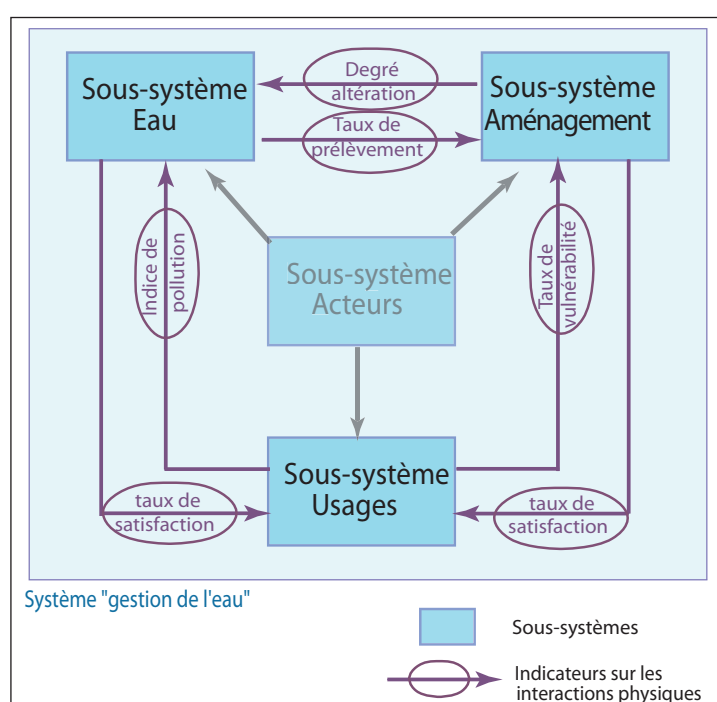 Sous-système
Eau
Degré
altération
Taux de
prélèvement
Sous-système
Aménagement
Indice de
pollution
Sous-système
Acteurs
Taux de
vulnérabilité
taux de
satisfaction
Sous-système
Usages
taux de
satisfaction
Système "gestion de l'eau"
Sous-systèmes
Indicateurs sur les
interactions physiques